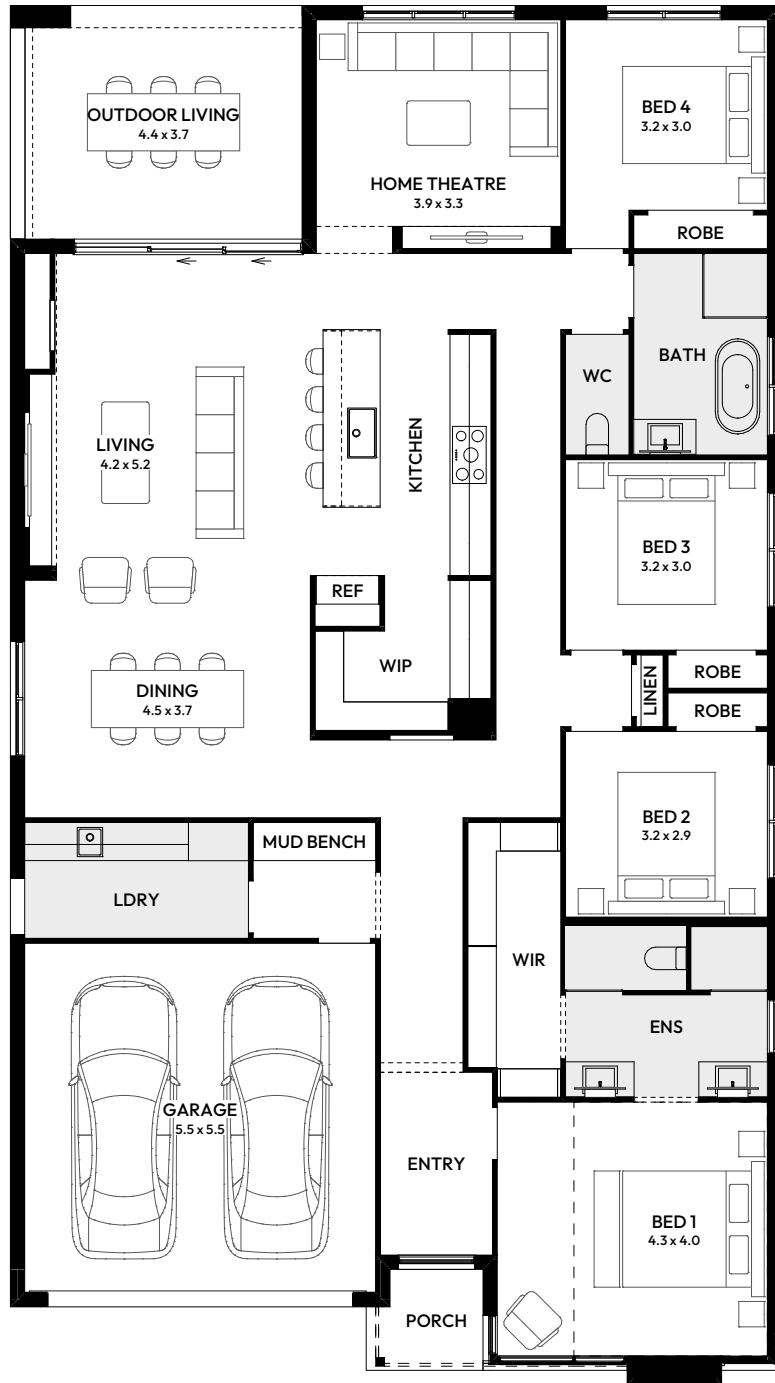 OUTDOOR LIVING
4.4 x 3.7
HOME THEATRE
3.9 x 3.3
BED 4
3.2 x 3.0
ROBE
BATH
WC
LIVING
4.2 x 5.2
KITCHEN
BED 3
3.2 x 3.0
REF
WIP
LINEN
ROBE
ROBE
DINING
4.5 x 3.7
BED 2
3.2 x 2.9
MUD BENCH
LDRY
WIR
ENS
GARAGE
5.5 x 5.5
ENTRY
BED 1
4.3 x 4.0
PORCH